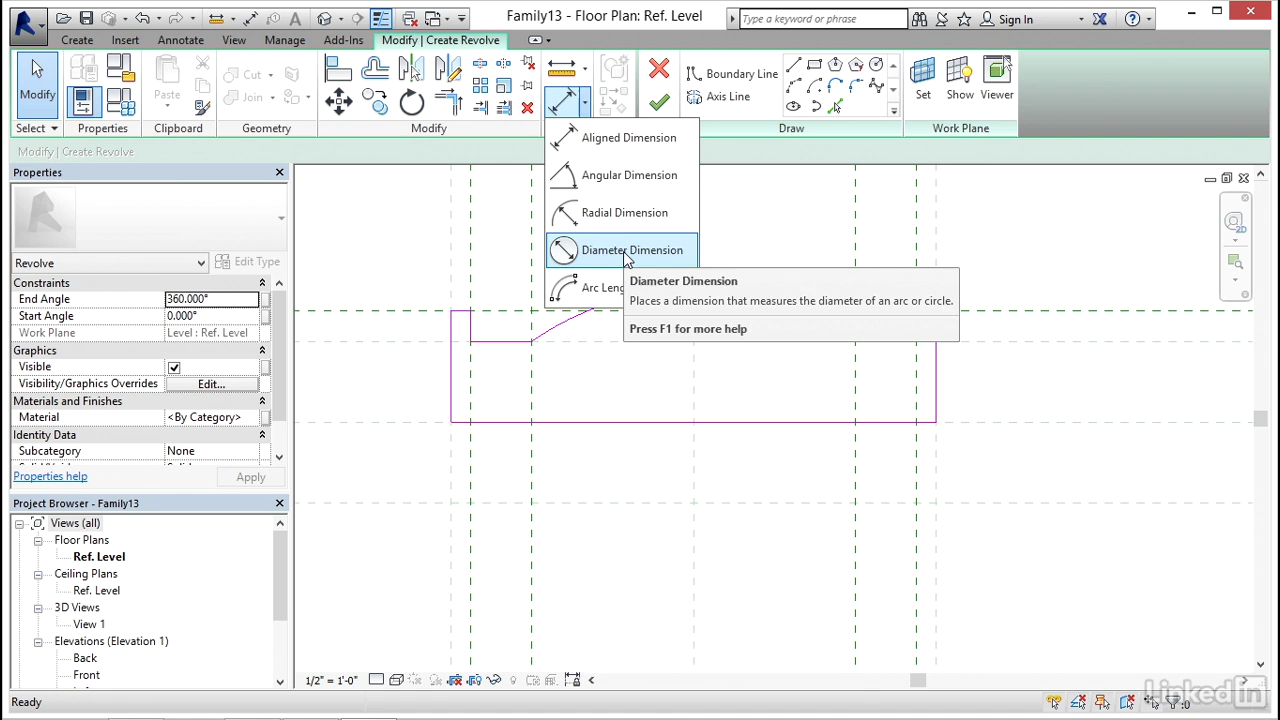 Family13 - Floor Plan: Ref. Level
Type a keyword or phrase
Sign In
Create
Insert
Annotate
View
Manage
Add-Ins
Modify | Create Revolve
Modify
Select
Properties
Paste
Clipboard
Cut
Join
Geometry
Modify
Boundary Line
Axis Line
Draw
Set
Show
Viewer
Work Plane
Modify | Create Revolve
Aligned Dimension
Angular Dimension
Radial Dimension
Diameter Dimension
Arc Leng
Diameter Dimension
Places a dimension that measures the diameter of an arc or circle.
Press F1 for more help
Properties
Revolve
Edit Type
Constraints
End Angle 360.000°
Start Angle 0.000°
Work Plane Level : Ref. Level
Graphics
Visible
Visibility/Graphics Overrides Edit...
Materials and Finishes
Material <By Category>
Identity Data
Subcategory None
Properties help
Apply
Project Browser - Family13
Views (all)
Floor Plans
Ref. Level
Ceiling Plans
Ref. Level
3D Views
View 1
Elevations (Elevation 1)
Back
Front
2D
1/2" = 1'-0"
Ready
:0
LinkedIn